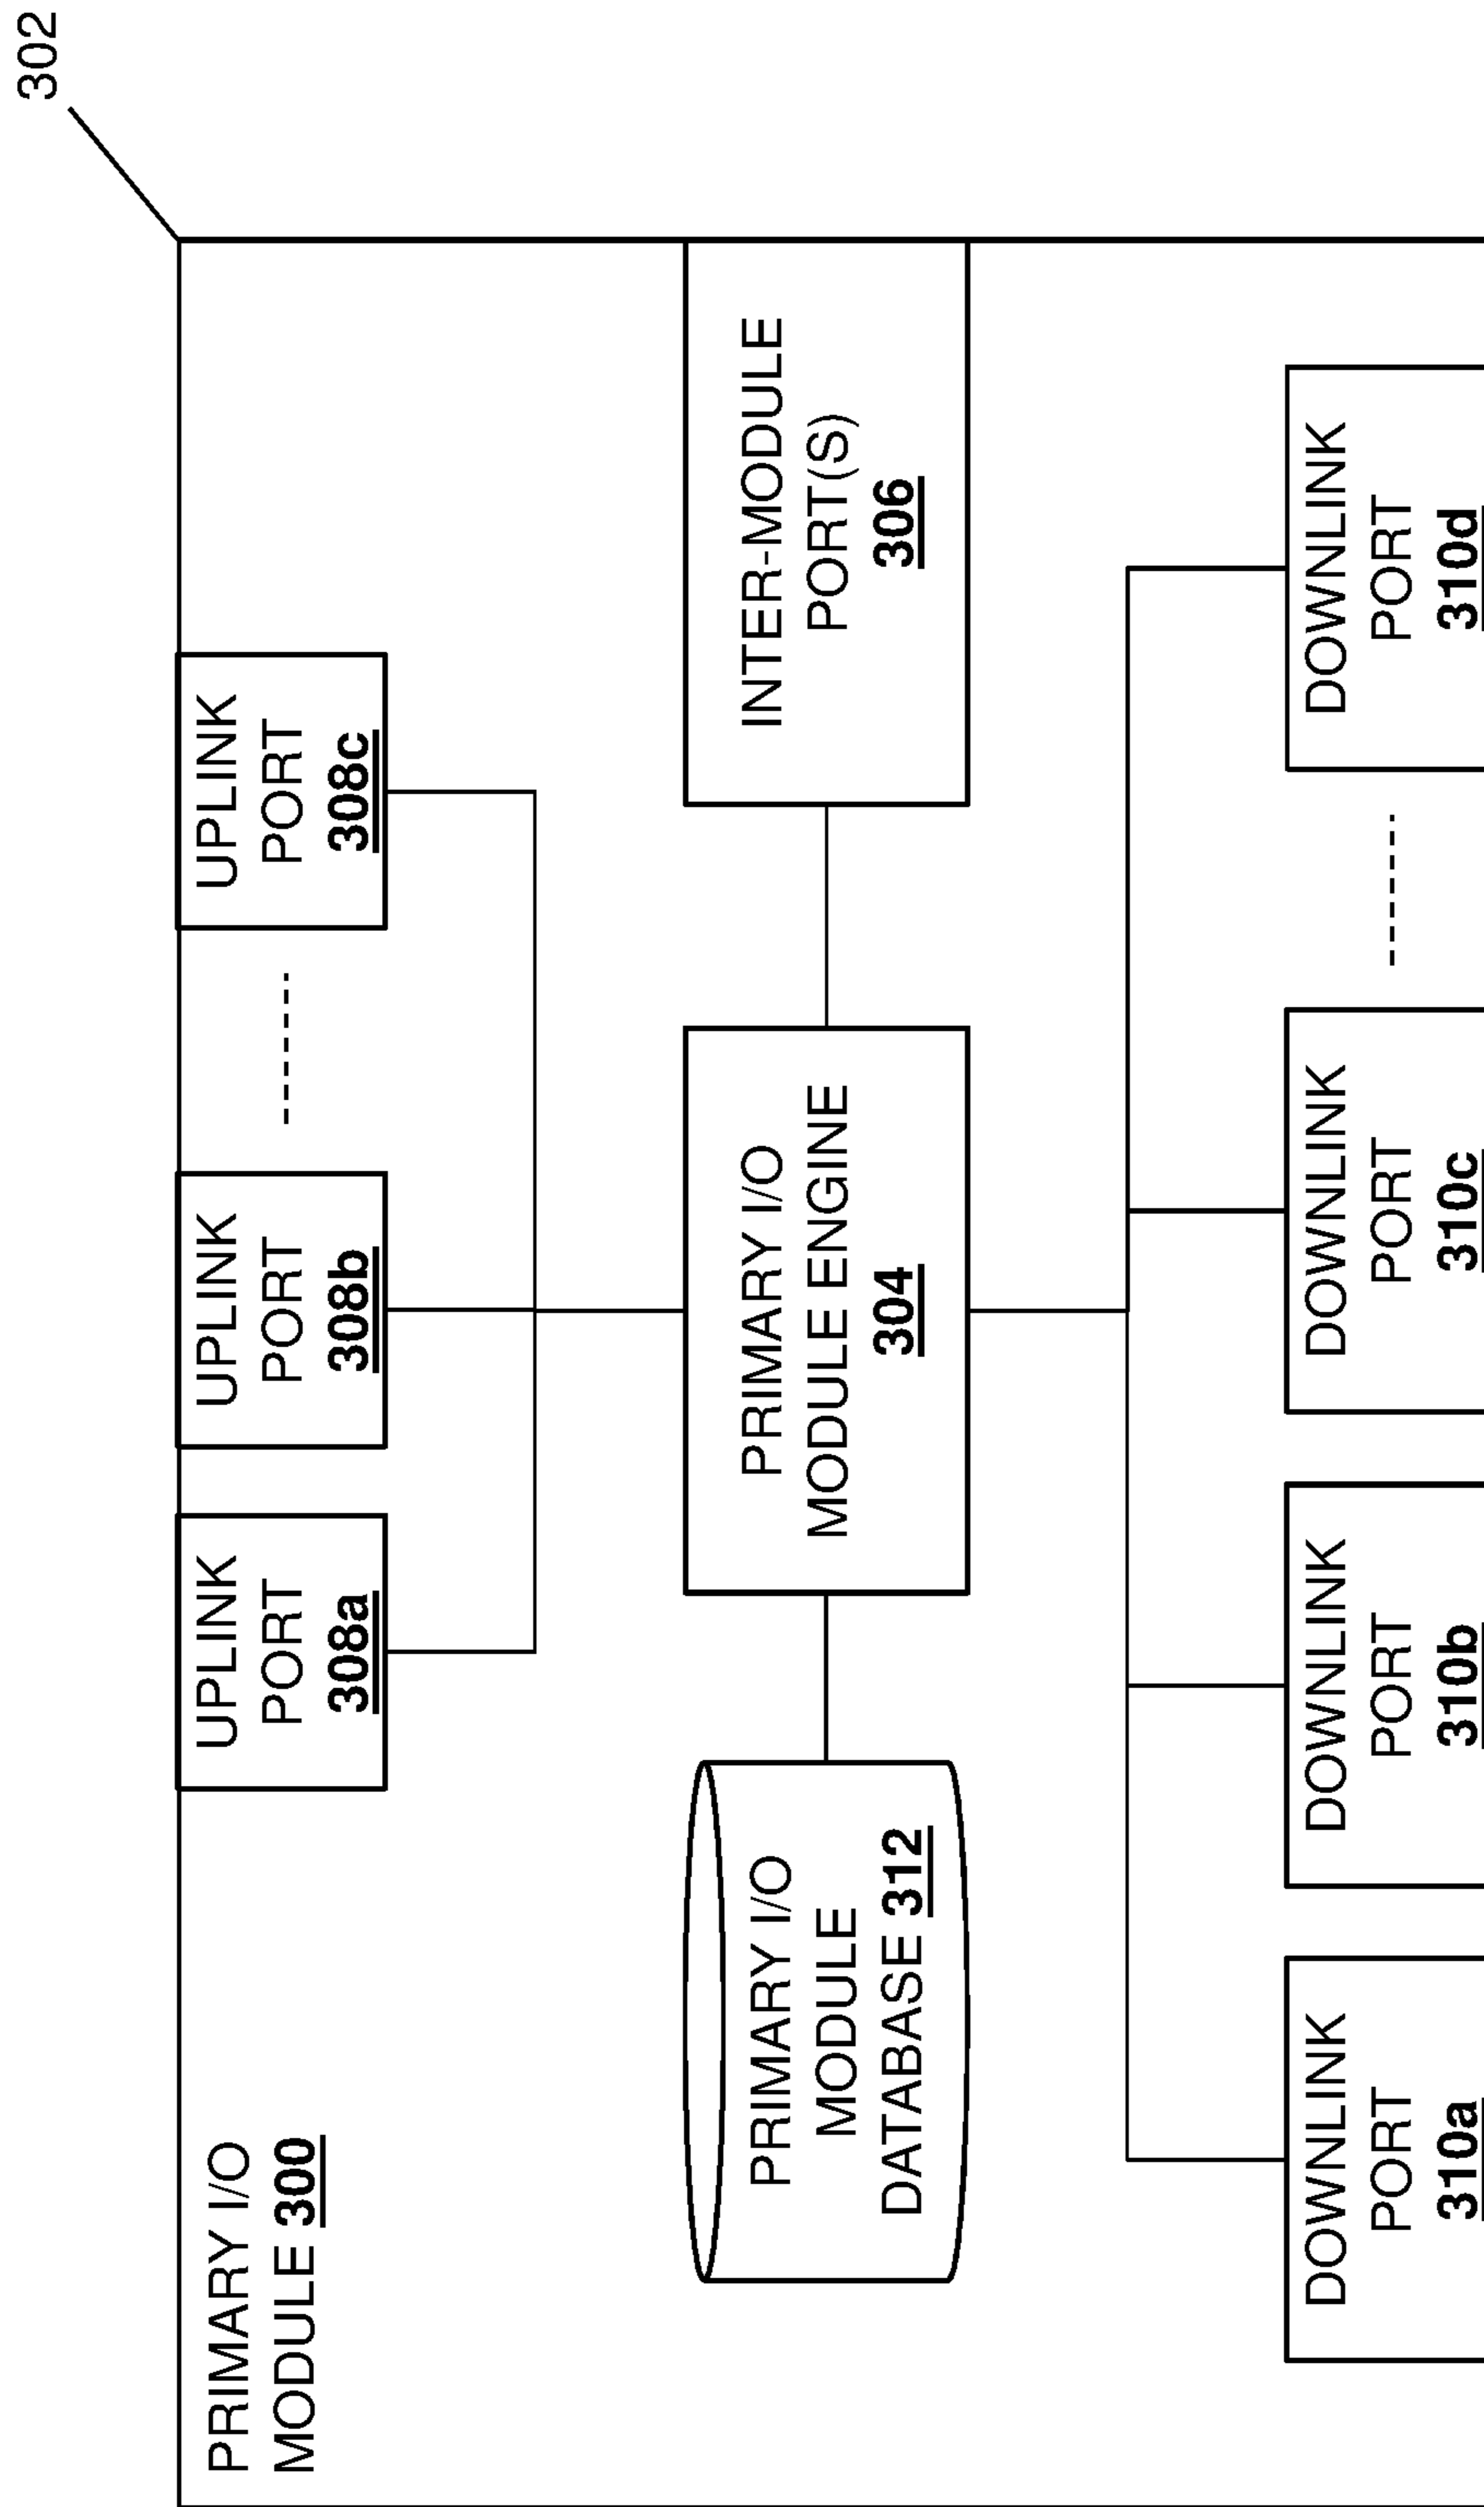 302
PRIMARY I/O
MODULE 300
UPLINK
PORT
308a
UPLINK
PORT
308b
UPLINK
PORT
308c
PRIMARY I/O
MODULE
DATABASE 312
PRIMARY I/O
MODULE ENGINE
304
INTER-MODULE
PORT(S)
306
DOWNLINK
PORT
310a
DOWNLINK
PORT
310b
DOWNLINK
PORT
310c
DOWNLINK
PORT
310d